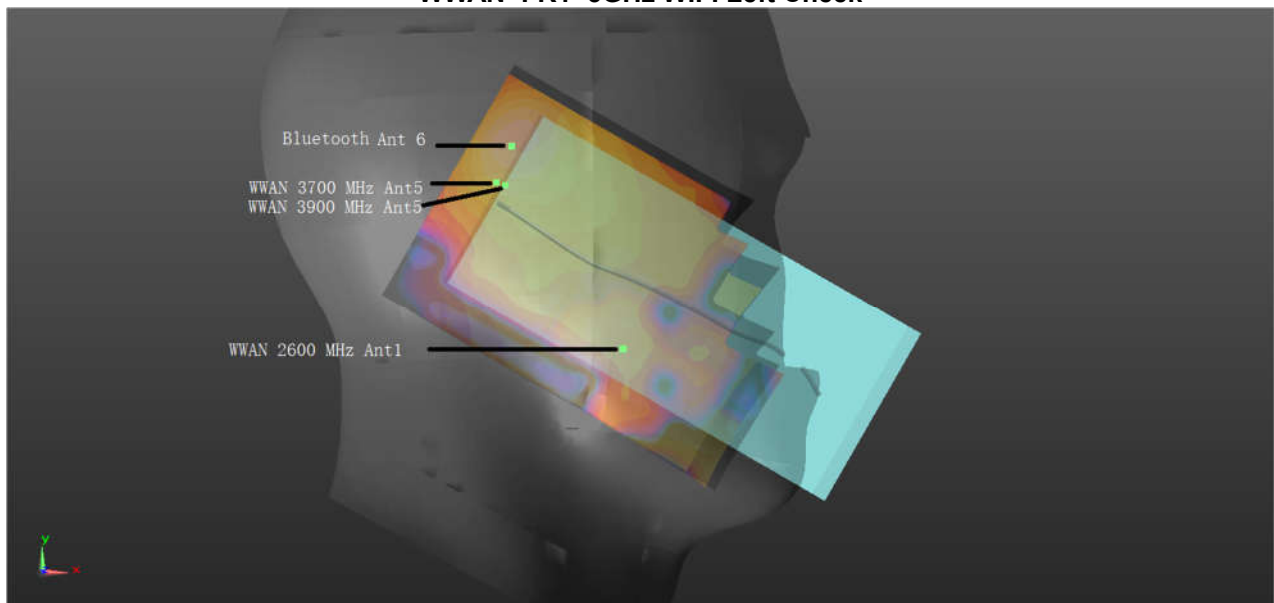 Bluetooth Ant 6
WWAN 3700 MHz Ant5
WWAN 3900 MHz Ant5
WWAN 2600 MHz Ant1
y
x